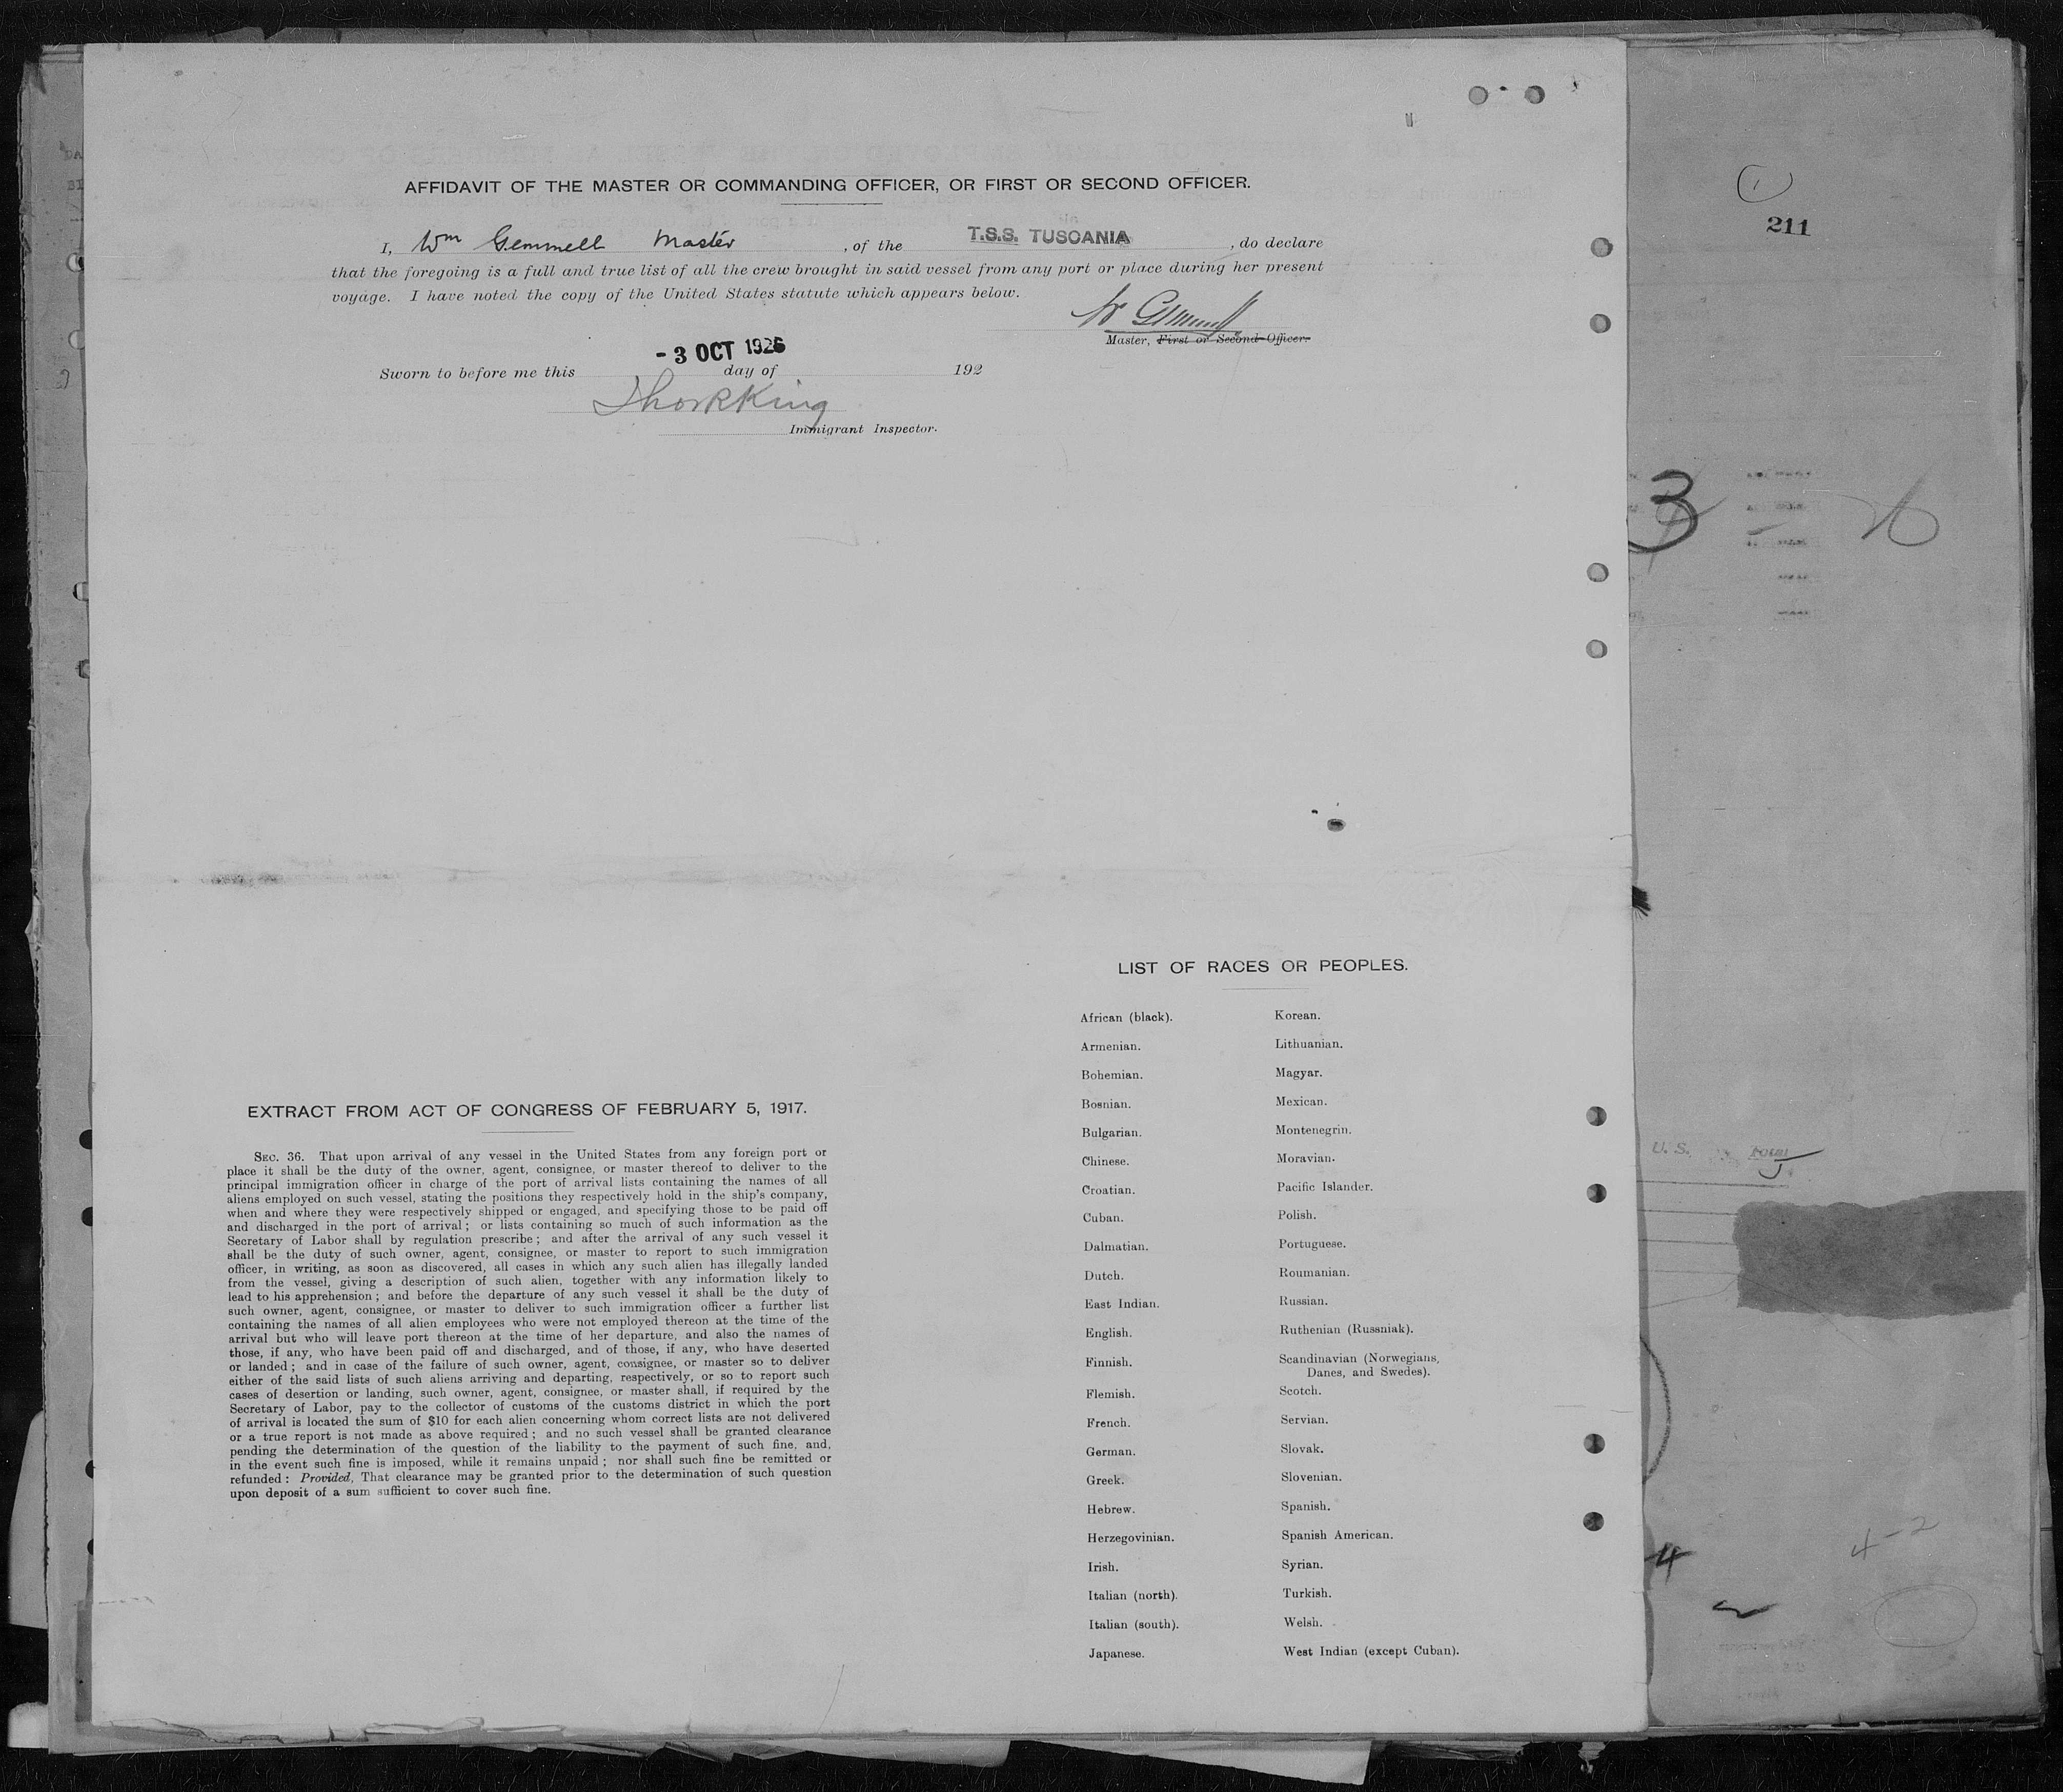 AFFIDAVIT OF THE MASTER OR COMMANDING OFFICER, OR FIRST OR SECOND OFFICER.
I, Wm Gemmell Master, of the T.S.S. TUSCANIA, do declare
that the foregoing is a full and true list of all the crew brought in said vessel from any port or place during her present
voyage. I have noted the copy of the United States statute which appears below.
W Gemmell
Master, First or Second Officer.
- 3 OCT 1926
Sworn to before me this day of 192
King
Immigrant Inspector.
EXTRACT FROM ACT OF CONGRESS OF FEBRUARY 5, 1917.
SEC. 36. That upon arrival of any vessel in the United States from any foreign port or
place it shall be the duty of the owner, agent, consignee, or master thereof to deliver to the
principal immigration officer in charge of the port of arrival lists containing the names of all
aliens employed on such vessel, stating the positions they respectively hold in the ship's company,
when and where they were respectively shipped or engaged, and specifying those to be paid off
and discharged in the port of arrival; or lists containing so much of such information as the
Secretary of Labor shall by regulation prescribe; and after the arrival of any such vessel it
shall be the duty of such owner, agent, consignee, or master to report to such immigration
officer, in writing, as soon as discovered, all cases in which any such alien has illegally landed
from the vessel, giving a description of such alien, together with any information likely to
lead to his apprehension; and before the departure of any such vessel it shall be the duty of
such owner, agent, consignee, or master to deliver to such immigration officer a further list
containing the names of all alien employees who were not employed thereon at the time of the
arrival but who will leave port thereon at the time of her departure, and also the names of
those, if any, who have been paid off and discharged, and of those, if any, who have deserted
or landed; and in case of the failure of such owner, agent, consignee, or master so to deliver
either of the said lists of such aliens arriving and departing, respectively, or so to report such
cases of desertion or landing, such owner, agent, consignee, or master shall, if required by the
Secretary of Labor, pay to the collector of customs of the customs district in which the port
of arrival is located the sum of $10 for each alien concerning whom correct lists are not delivered
or a true report is not made as above required; and no such vessel shall be granted clearance
pending the determination of the question of the liability to the payment of such fine, and,
in the event such fine is imposed, while it remains unpaid; nor shall such fine be remitted or
refunded: Provided, That clearance may be granted prior to the determination of such question
upon deposit of a sum sufficient to cover such fine.
LIST OF RACES OR PEOPLES.
African (black).
Armenian.
Bohemian.
Bosnian.
Bulgarian.
Chinese.
Croatian.
Cuban.
Dalmatian.
Dutch.
East Indian.
English.
Finnish.
Flemish.
French.
German.
Greek.
Hebrew.
Herzegovinian.
Irish.
Italian (north).
Italian (south).
Japanese.
Korean.
Lithuanian.
Magyar.
Mexican.
Montenegrin.
Moravian.
Pacific Islander.
Polish.
Portuguese.
Roumanian.
Russian.
Ruthenian (Russniak).
Scandinavian (Norwegians,
Danes, and Swedes).
Scotch.
Servian.
Slovak.
Slovenian.
Spanish.
Spanish American.
Syrian.
Turkish.
Welsh.
West Indian (except Cuban).
1
211
3
U. S. Total
4
4-2